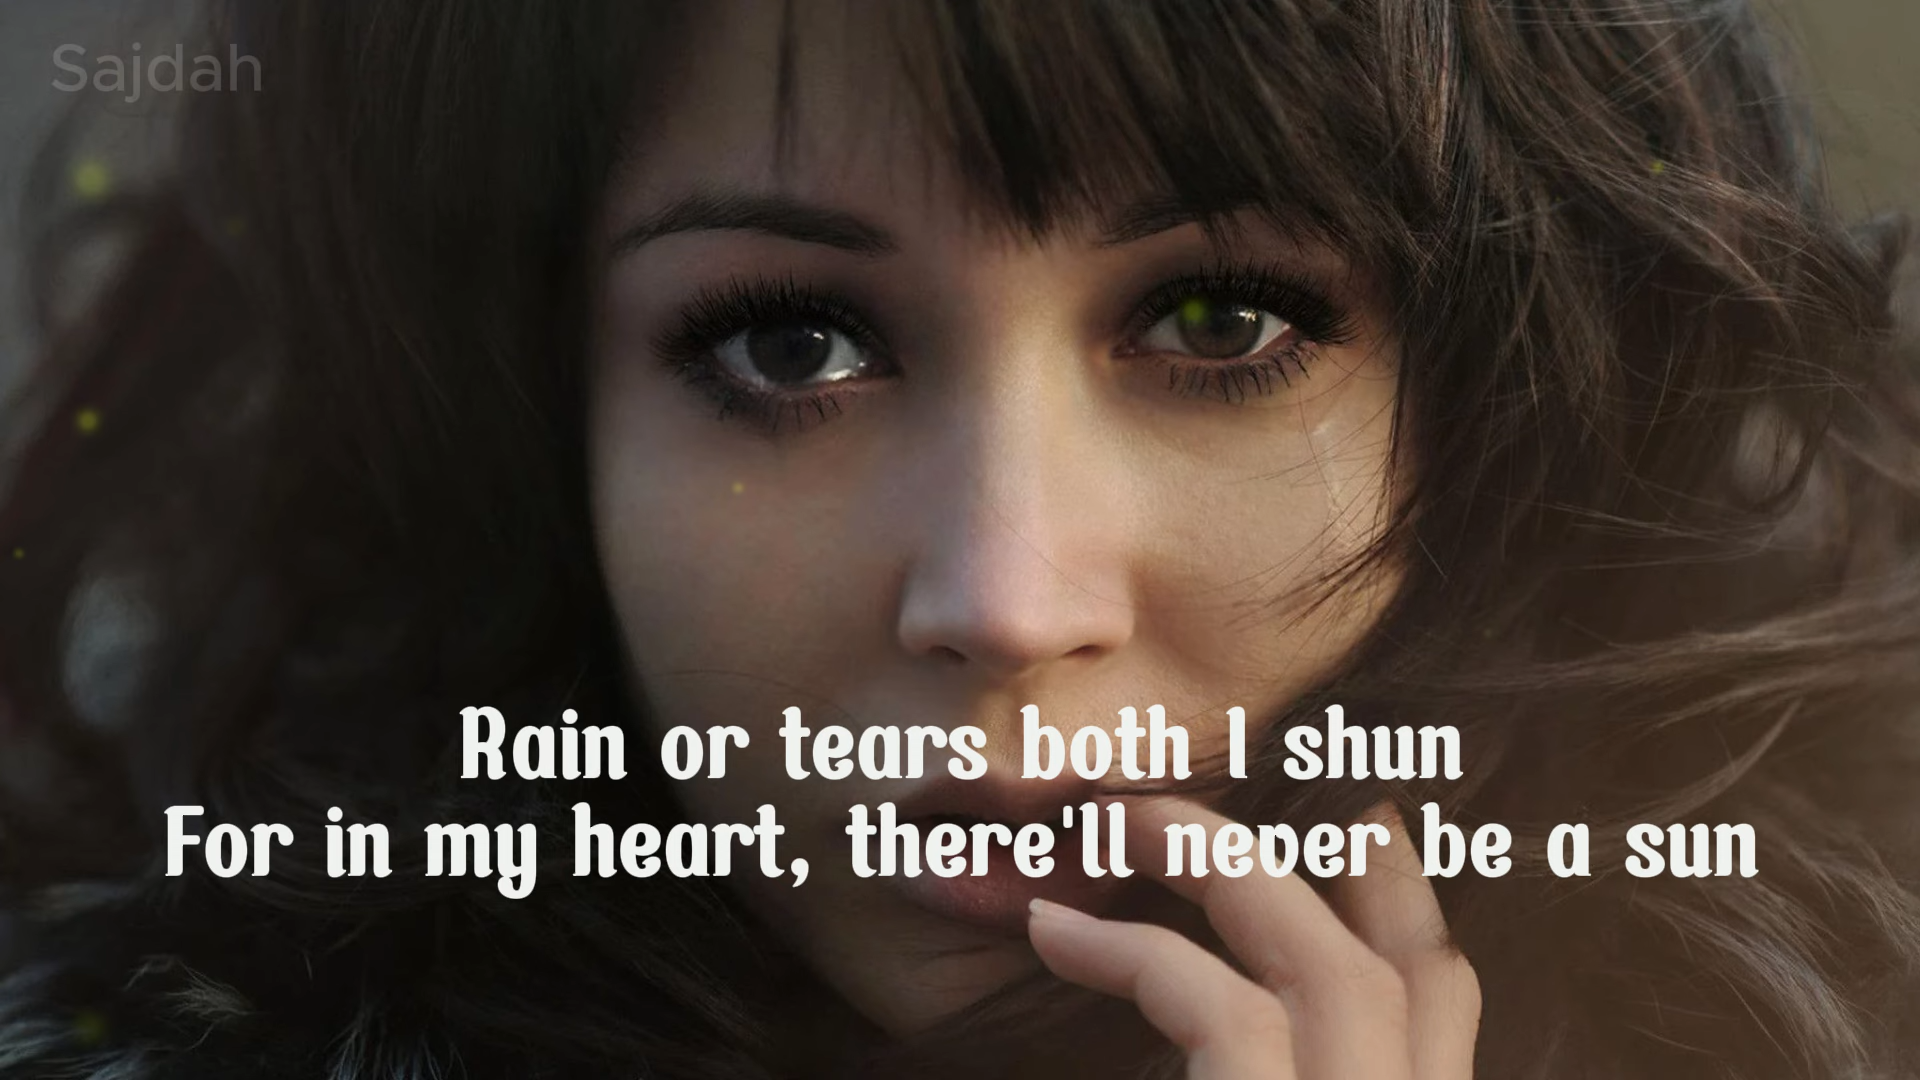 Sajdah
Rain or tears both I shun
For in my heart, there'll never be a sun